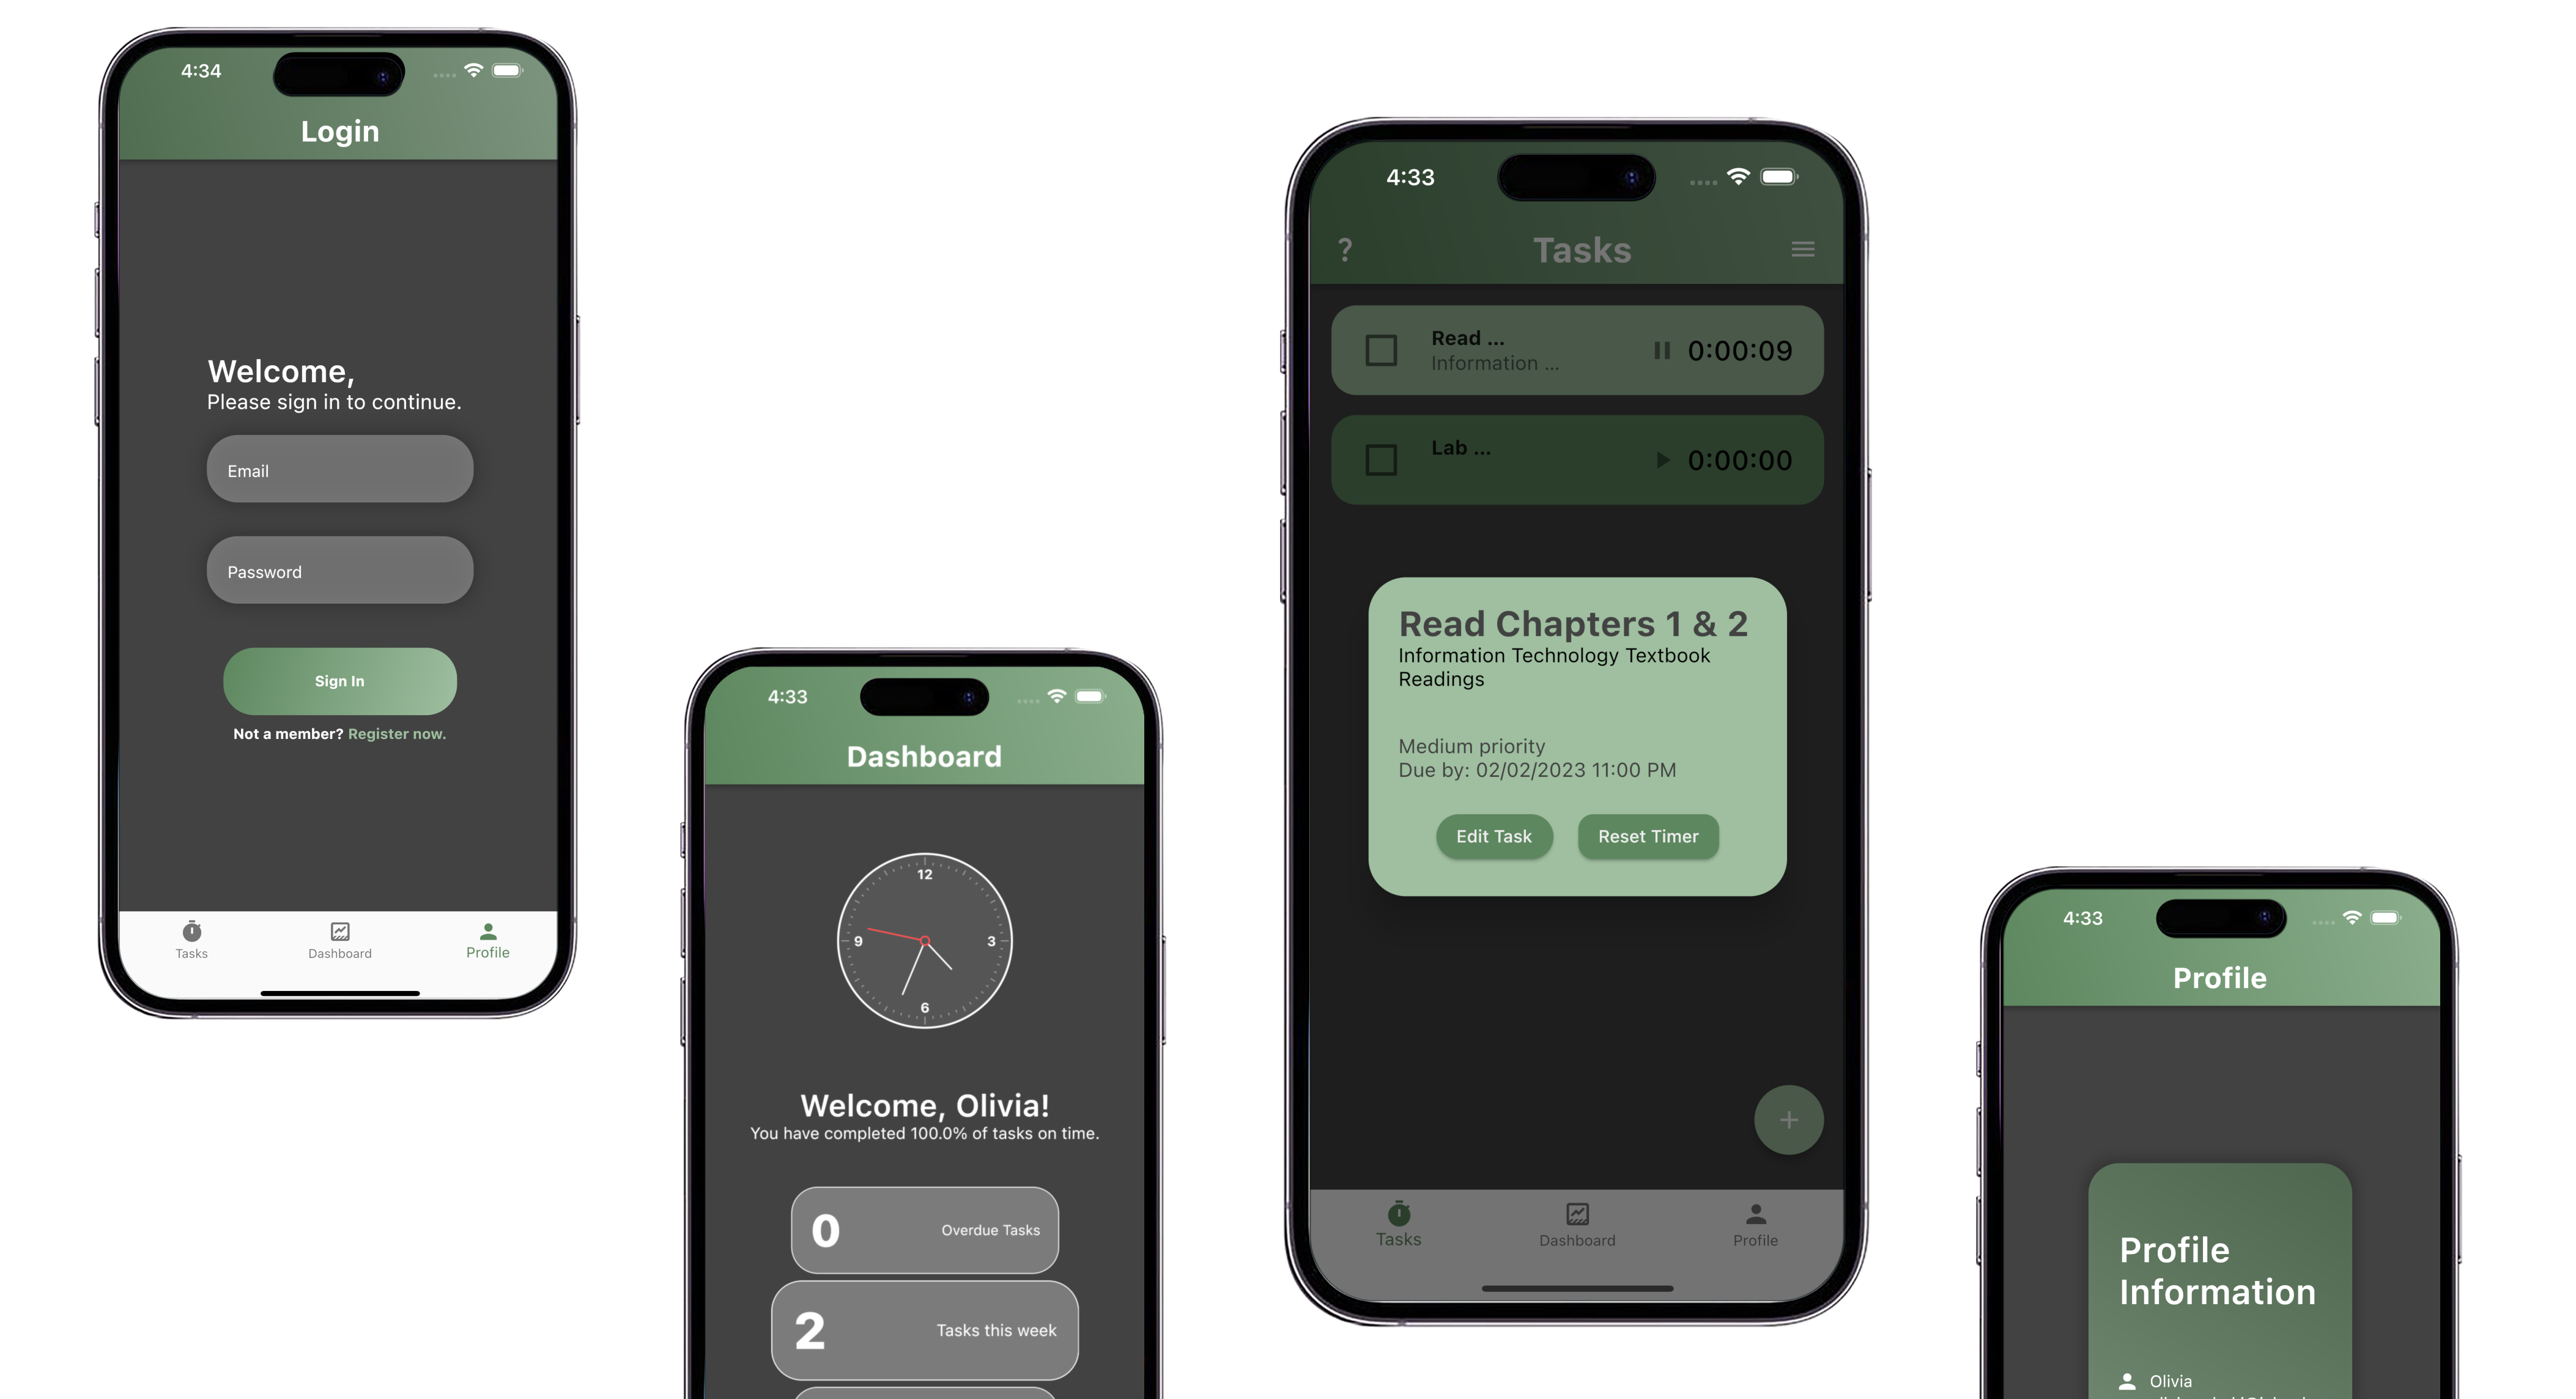 4:34
Login
Welcome,
Please sign in to continue.
Email
Password
Sign In
Not a member? Register now.
Tasks
Dashboard
Profile
4:33
Dashboard
12
9
3
6
Welcome, Olivia!
You have completed 100.0% of tasks on time.
0 Overdue Tasks
2 Tasks this week
4:33
? Tasks
Read ...
Information ...
0:00:09
Lab ...
0:00:00
Read Chapters 1 & 2
Information Technology Textbook
Readings
Medium priority
Due by: 02/02/2023 11:00 PM
Edit Task
Reset Timer
+
Tasks
Dashboard
Profile
4:33
Profile
Profile
Information
Olivia